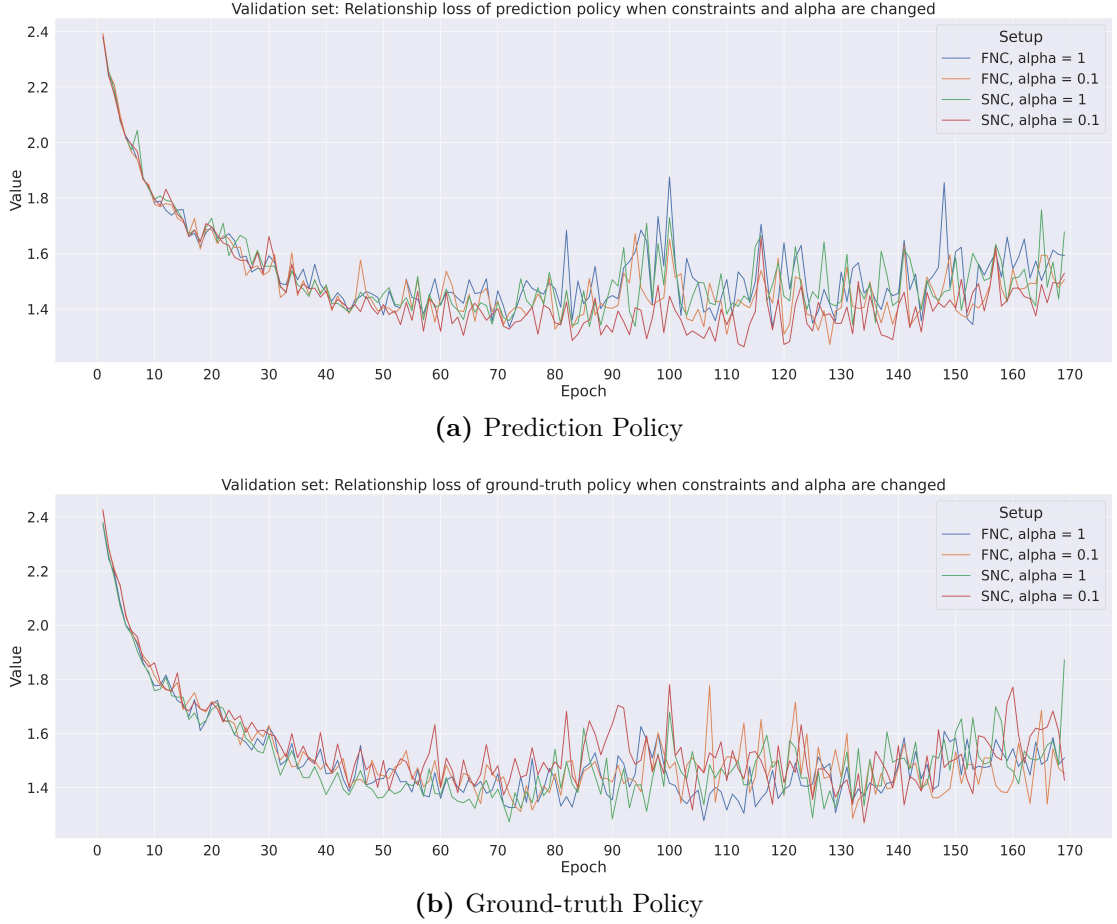 Validation set: Relationship loss of prediction policy when constraints and alpha are changed
2.4
2.2
2.0
1.8
1.6
1.4
Value
Setup
FNC, alpha = 1
FNC, alpha = 0.1
SNC, alpha = 1
SNC, alpha = 0.1
0 10 20 30 40 50 60 70 80 90 100 110 120 130 140 150 160 170
Epoch
(a) Prediction Policy
Validation set: Relationship loss of ground-truth policy when constraints and alpha are changed
2.4
2.2
2.0
1.8
1.6
1.4
Value
Setup
FNC, alpha = 1
FNC, alpha = 0.1
SNC, alpha = 1
SNC, alpha = 0.1
0 10 20 30 40 50 60 70 80 90 100 110 120 130 140 150 160 170
Epoch
(b) Ground-truth Policy